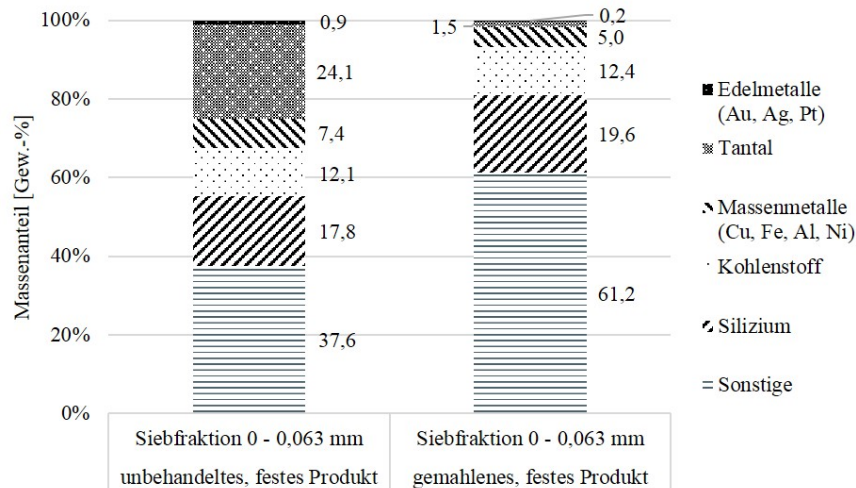 100%
80%
60%
40%
20%
0%
Massenanteil [Gew.-%]
0,9
24,1
7,4
12,1
17,8
37,6
0,2
1,5
5,0
12,4
19,6
61,2
Siebfraktion 0 - 0,063 mm
unbehandeltes, festes Produkt
Siebfraktion 0 - 0,063 mm
gemahlenes, festes Produkt
Edelmetalle
(Au, Ag, Pt)
Tantal
Massenmetalle
(Cu, Fe, Al, Ni)
Kohlenstoff
Silizium
Sonstige